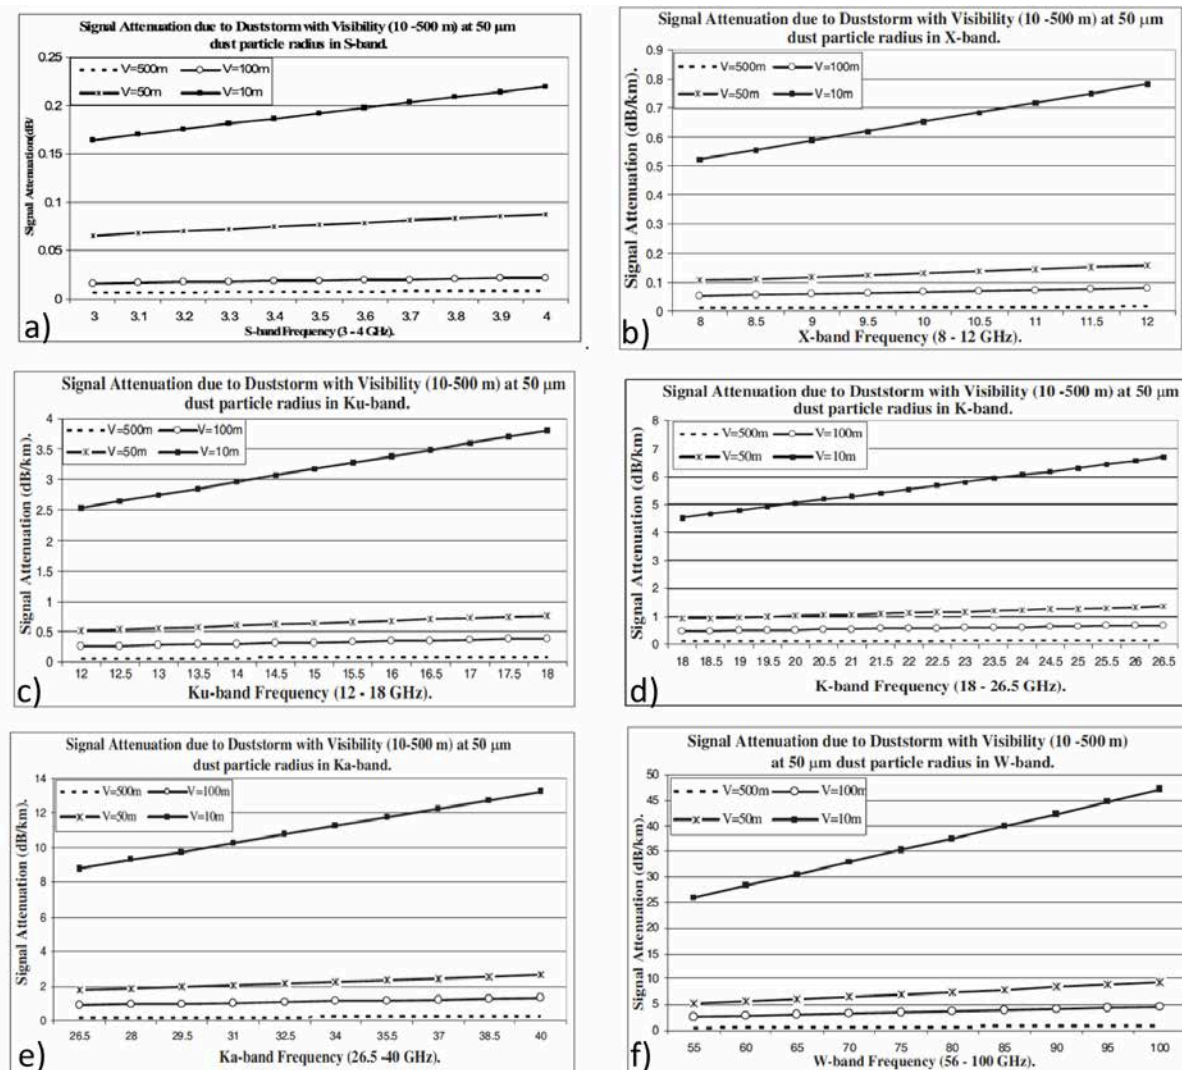 Signal Attenuation due to Duststorm with Visibility (10 -500 m) at 50 μm
dust particle radius in S-band.
0.25
0.2
0.15
0.1
0.05
0
Signal Attenuation(dB/
V=500m V=100m
V=50m V=10m
3 3.1 3.2 3.3 3.4 3.5 3.6 3.7 3.8 3.9 4
S-band Frequency (3 - 4 GHz).
a)
Signal Attenuation due to Duststorm with Visibility (10 -500 m) at 50 μm
dust particle radius in X-band.
0.9
0.8
0.7
0.6
0.5
0.4
0.3
0.2
0.1
0
Signal Attenuation (dB/km).
V=500m V=100m
V=50m V=10m
8 8.5 9 9.5 10 10.5 11 11.5 12
X-band Frequency (8 - 12 GHz).
b)
Signal Attenuation due to Duststorm with Visibility (10-500 m) at 50 μm
dust particle radius in Ku-band.
4
3.5
3
2.5
2
1.5
1
0.5
0
Signal Attenuation (dB/km).
V=500m V=100m
V=50m V=10m
12 12.5 13 13.5 14 14.5 15 15.5 16 16.5 17 17.5 18
Ku-band Frequency (12 - 18 GHz).
c)
Signal Attenuation due to Duststorm with Visibility (10-500 m) at 50 μm
dust particle radius in K-band.
8
7
6
5
4
3
2
1
0
Signal Attenuation (dB/km)
V=500m V=100m
V=50m V=10m
18 18.5 19 19.5 20 20.5 21 21.5 22 22.5 23 23.5 24 24.5 25 25.5 26 26.5
K-band Frequency (18 - 26.5 GHz).
d)
Signal Attenuation due to Duststorm with Visibility (10-500 m) at 50 μm
dust particle radius in Ka-band.
14
12
10
8
6
4
2
0
Signal Attenuation (dB/km).
V=500m V=100m
V=50m V=10m
26.5 28 29.5 31 32.5 34 35.5 37 38.5 40
Ka-band Frequency (26.5 -40 GHz).
e)
Signal Attenuation due to Duststorm with Visibility (10 -500 m)
at 50 μm dust particle radius in W-band.
50
45
40
35
30
25
20
15
10
5
0
Signal Attenuation (dB/km).
V=500m V=100m
V=50m V=10m
55 60 65 70 75 80 85 90 95 100
W-band Frequency (56 - 100 GHz).
f)